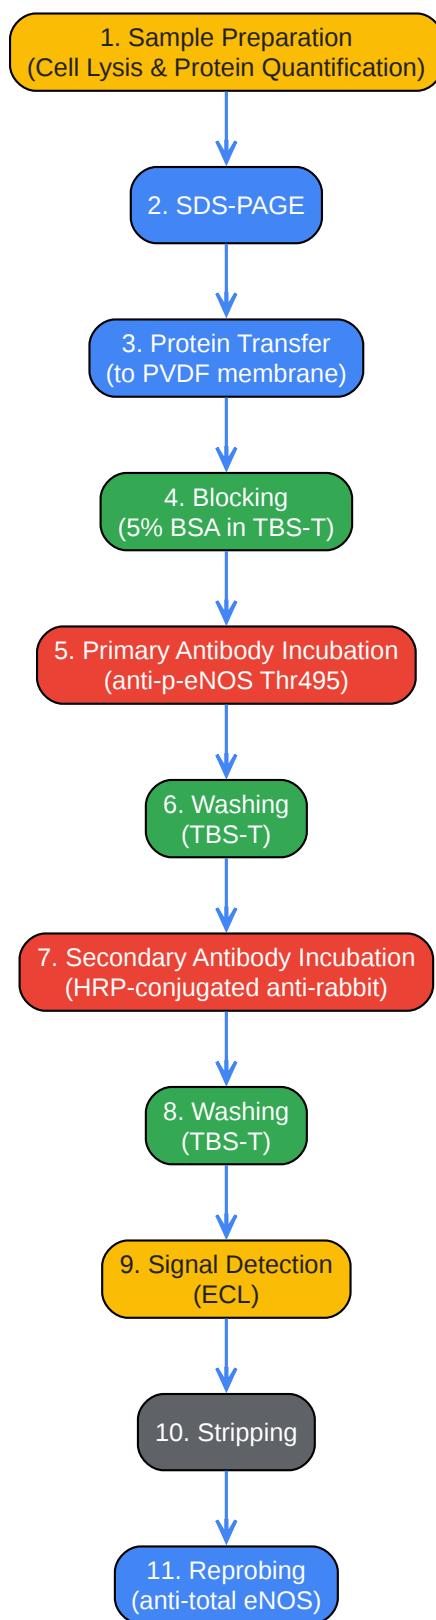 1. Sample Preparation
(Cell Lysis & Protein Quantification)
2. SDS-PAGE
3. Protein Transfer
(to PVDF membrane)
4. Blocking
(5% BSA in TBS-T)
5. Primary Antibody Incubation
(anti-p-eNOS Thr495)
6. Washing
(TBS-T)
7. Secondary Antibody Incubation
(HRP-conjugated anti-rabbit)
8. Washing
(TBS-T)
9. Signal Detection
(ECL)
10. Stripping
11. Reprobing
(anti-total eNOS)